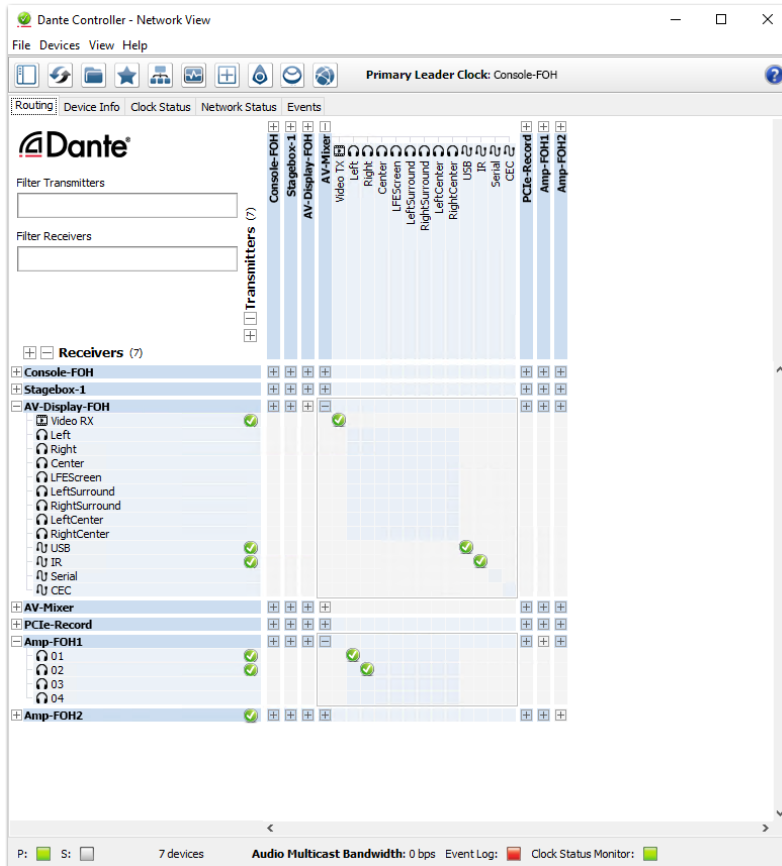 Dante Controller - Network View
File Devices View Help
Primary Leader Clock: Console-FOH
Routing Device Info Clock Status Network Status Events
Dante
Filter Transmitters
Filter Receivers
Transmitters (7)
Console-FOH
Stagebox-1
AV-Display-FOH
AV-Mixer
Video TX
Left
Right
Center
LFEScreen
LeftSurround
RightSurround
LeftCenter
RightCenter
USB
IR
Serial
CEC
PCIe-Record
Amp-FOH1
Amp-FOH2
Receivers (7)
Console-FOH
Stagebox-1
AV-Display-FOH
Video RX
Left
Right
Center
LFEScreen
LeftSurround
RightSurround
LeftCenter
RightCenter
USB
IR
Serial
CEC
AV-Mixer
PCIe-Record
Amp-FOH1
01
02
03
04
Amp-FOH2
P: S: 7 devices Audio Multicast Bandwidth: 0 bps Event Log: Clock Status Monitor: